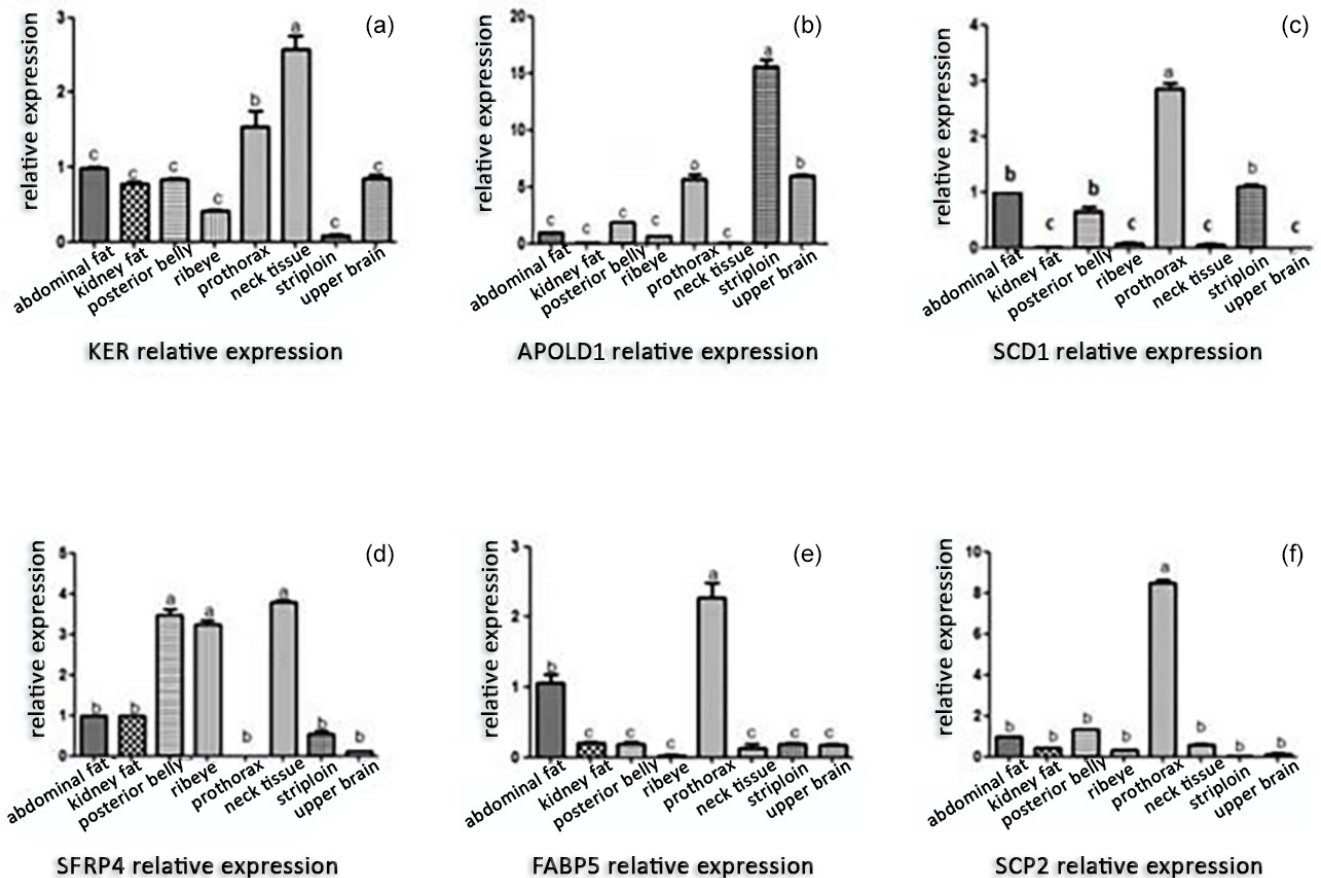 (a)
relative expression
3
2
1
0
c
c
c
c
b
a
c
c
abdominal fat
kidney fat
posterior belly
ribeye
prothorax
neck tissue
striploin
upper brain
KER relative expression
(b)
relative expression
20
15
10
5
0
c
c
c
c
b
c
a
b
abdominal fat
kidney fat
posterior belly
ribeye
prothorax
neck tissue
striploin
upper brain
APOLD1 relative expression
(c)
relative expression
4
3
2
1
0
b
c
b
c
a
c
b
c
abdominal fat
kidney fat
posterior belly
ribeye
prothorax
neck tissue
striploin
upper brain
SCD1 relative expression
(d)
relative expression
5
4
3
2
1
0
b
b
a
a
b
a
b
b
abdominal fat
kidney fat
posterior belly
ribeye
prothorax
neck tissue
striploin
upper brain
SFRP4 relative expression
(e)
relative expression
3
2
1
0
b
c
c
c
a
c
c
c
abdominal fat
kidney fat
posterior belly
ribeye
prothorax
neck tissue
striploin
upper brain
FABP5 relative expression
(f)
relative expression
10
8
6
4
2
0
b
b
b
b
a
b
b
b
abdominal fat
kidney fat
posterior belly
ribeye
prothorax
neck tissue
striploin
upper brain
SCP2 relative expression